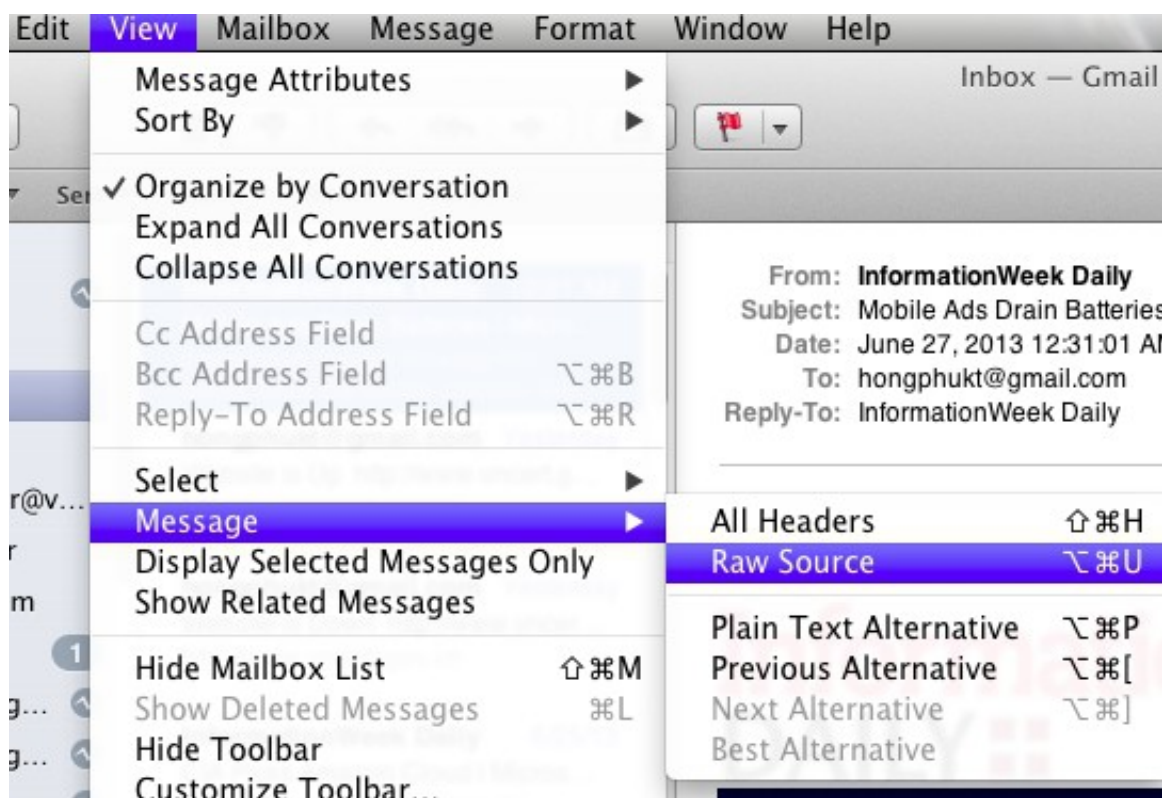 Edit View Mailbox Message Format Window Help
Inbox — Gmail
Message Attributes ▶
Sort By ▶
Ser
✓ Organize by Conversation
Expand All Conversations
Collapse All Conversations
Cc Address Field
Bcc Address Field ⌥⌘B
Reply-To Address Field ⌥⌘R
Select ▶
Message ▶
Display Selected Messages Only
Show Related Messages
Hide Mailbox List ⇧⌘M
Show Deleted Messages ⌘L
Hide Toolbar
Customize Toolbar...
r@v...
r
m
1
g...
g...
From: InformationWeek Daily
Subject: Mobile Ads Drain Batteries
Date: June 27, 2013 12:31:01 AM
To: hongphukt@gmail.com
Reply-To: InformationWeek Daily
All Headers ⇧⌘H
Raw Source ⌥⌘U
Plain Text Alternative ⌥⌘P
Previous Alternative ⌥⌘[
Next Alternative ⌥⌘]
Best Alternative
Informati
DAILY